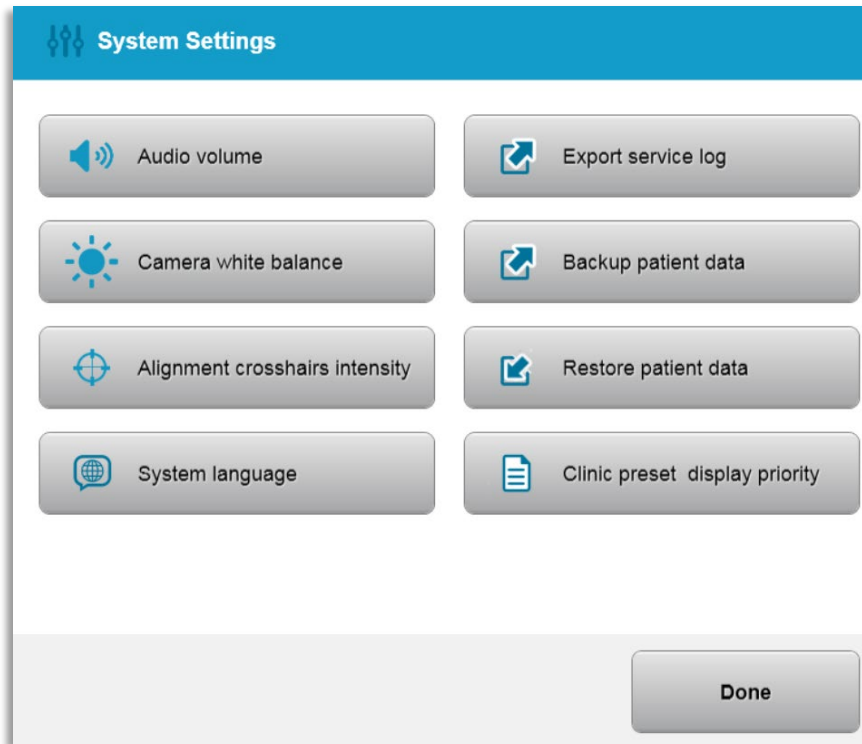 System Settings
Audio volume
Export service log
Camera white balance
Backup patient data
Alignment crosshairs intensity
Restore patient data
System language
Clinic preset display priority
Done